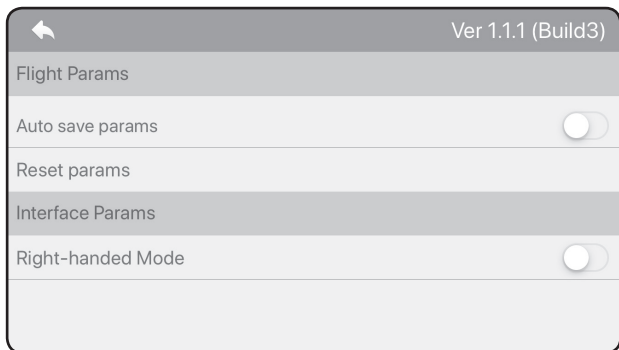 Ver 1.1.1 (Build3)
Flight Params
Auto save params
Reset params
Interface Params
Right-handed Mode